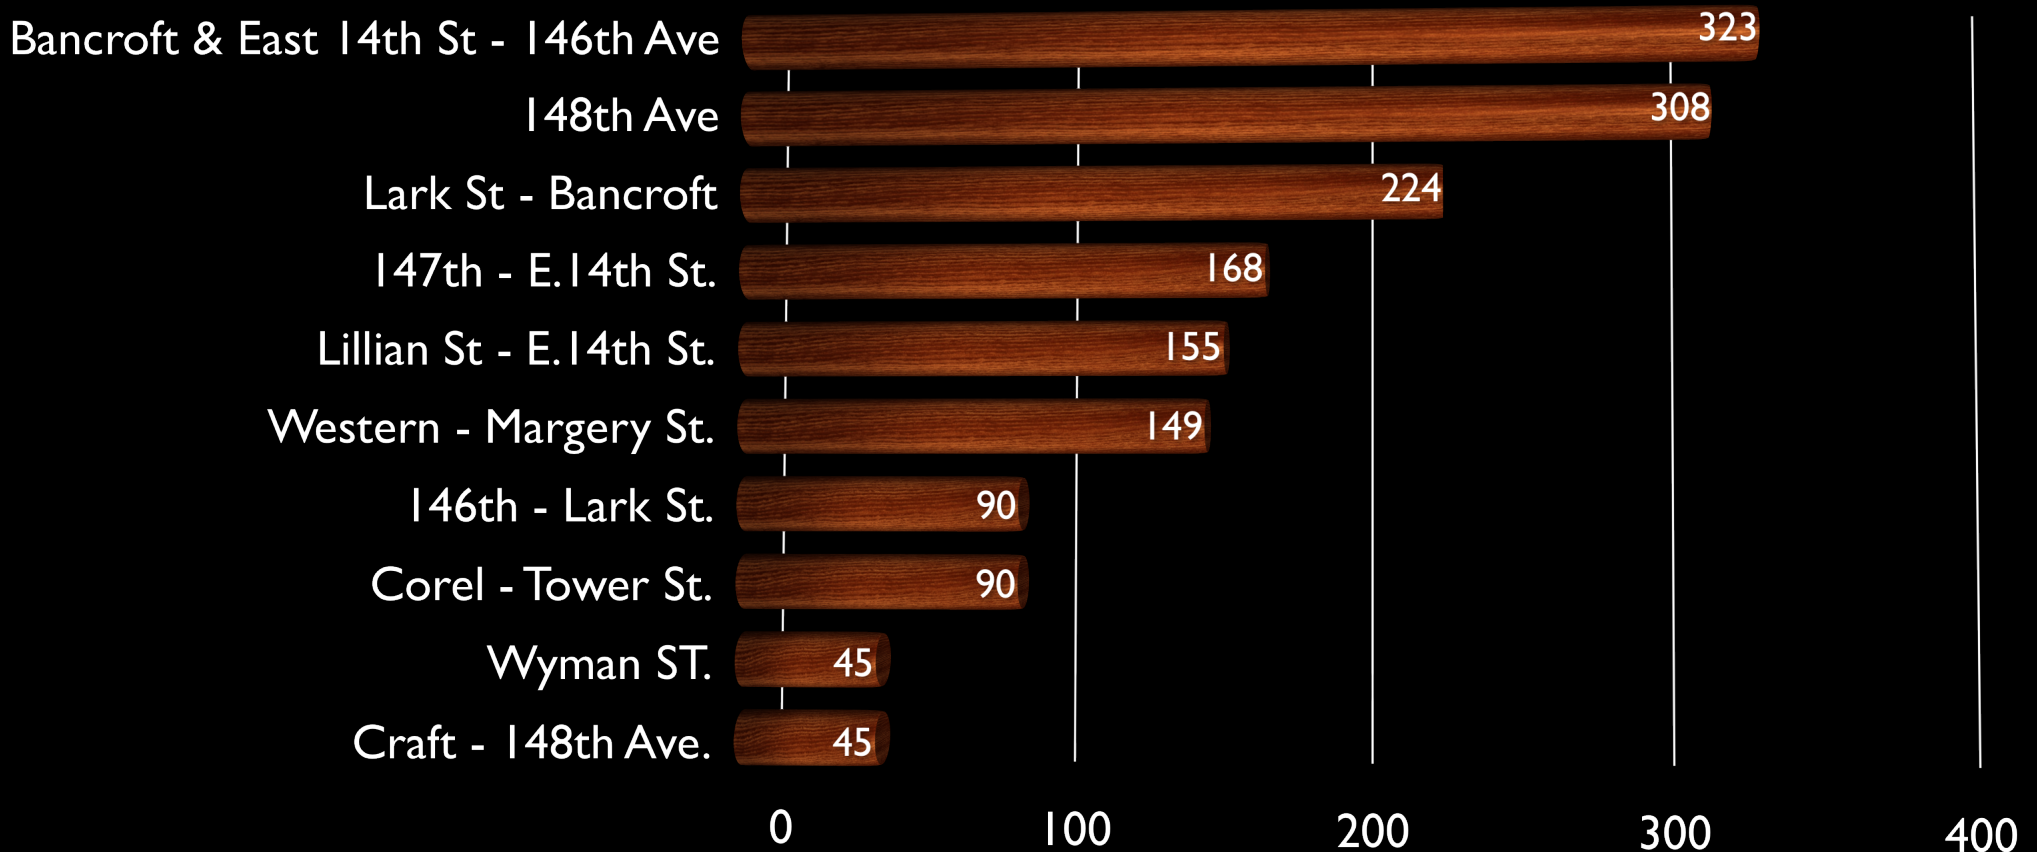 Bancroft & East 14th St - 146th Ave 323
148th Ave 308
Lark St - Bancroft 224
147th - E.14th St. 168
Lillian St - E.14th St. 155
Western - Margery St. 149
146th - Lark St. 90
Corel - Tower St. 90
Wyman ST. 45
Craft - 148th Ave. 45
0 100 200 300 400